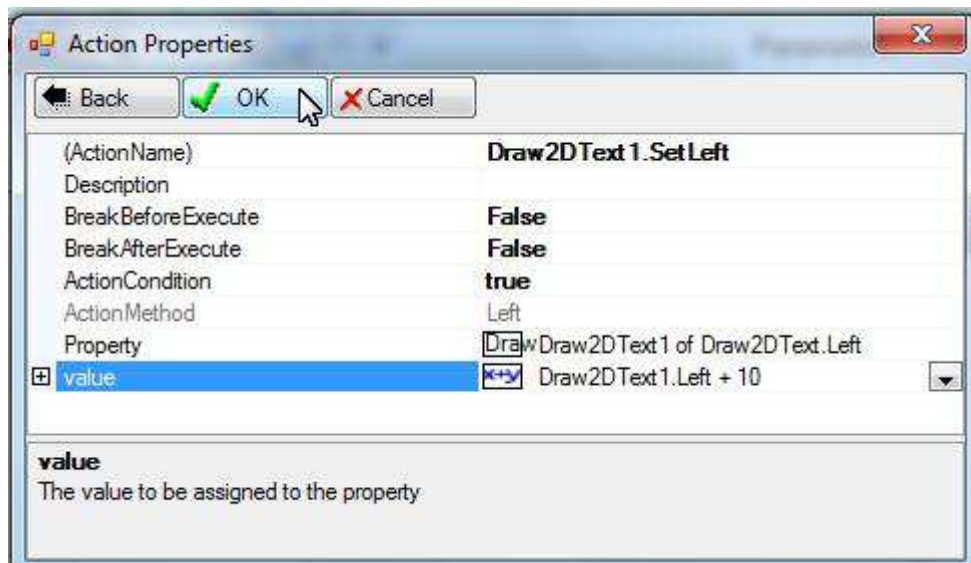 Action Properties
Back OK Cancel
(ActionName) Draw2DText1.SetLeft
Description
BreakBeforeExecute False
BreakAfterExecute False
ActionCondition true
ActionMethod Left
Property Draw Draw2DText1 of Draw2DText.Left
value x+y Draw2DText1.Left + 10
value
The value to be assigned to the property